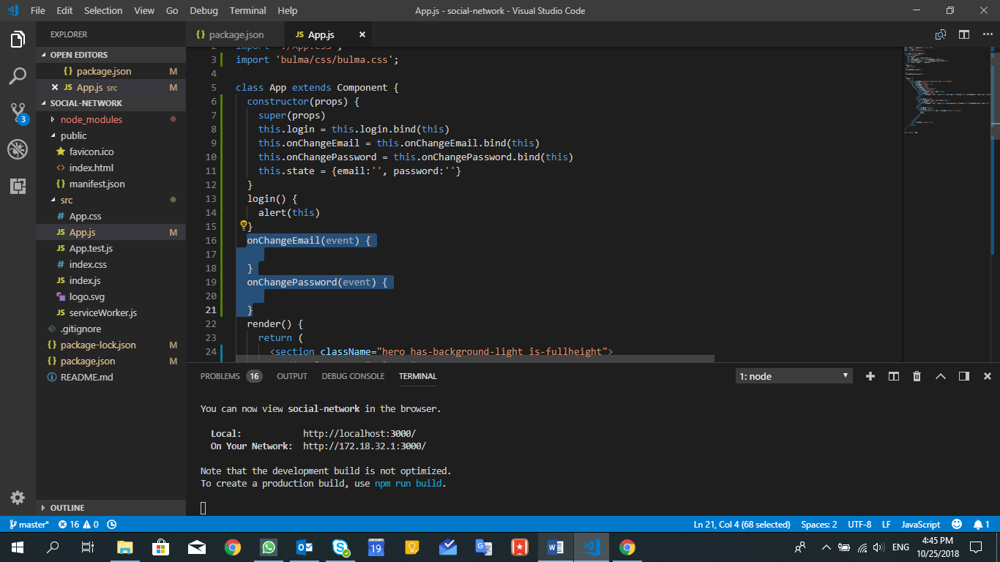 File Edit Selection View Go Debug Terminal Help
App.js - social-network - Visual Studio Code
EXPLORER
OPEN EDITORS
{} package.json M
JS App.js src M
SOCIAL-NETWORK
node_modules
public
favicon.ico
<> index.html
{} manifest.json
src
# App.css
JS App.js M
JS App.test.js
# index.css
JS index.js
logo.svg
JS serviceWorker.js
.gitignore
{} package-lock.json M
{} package.json M
README.md
OUTLINE
3
{} package.json
JS App.js
2 import './App.css';
3 import 'bulma/css/bulma.css';
4
5 class App extends Component {
6 constructor(props) {
7 super(props)
8 this.login = this.login.bind(this)
9 this.onChangeEmail = this.onChangeEmail.bind(this)
10 this.onChangePassword = this.onChangePassword.bind(this)
11 this.state = {email:'', password:''}
12 }
13 login() {
14 alert(this)
15 }
16 onChangeEmail(event) {
17
18 }
19 onChangePassword(event) {
20
21 }
22 render() {
23 return (
24 <section className="hero has-background-light is-fullheight">
PROBLEMS 16 OUTPUT DEBUG CONSOLE TERMINAL
1: node
You can now view social-network in the browser.
Local: http://localhost:3000/
On Your Network: http://172.18.32.1:3000/
Note that the development build is not optimized.
To create a production build, use npm run build.
master* 16 0
Ln 21, Col 4 (68 selected) Spaces: 2 UTF-8 LF JavaScript 1
19
ENG
4:45 PM
10/25/2018